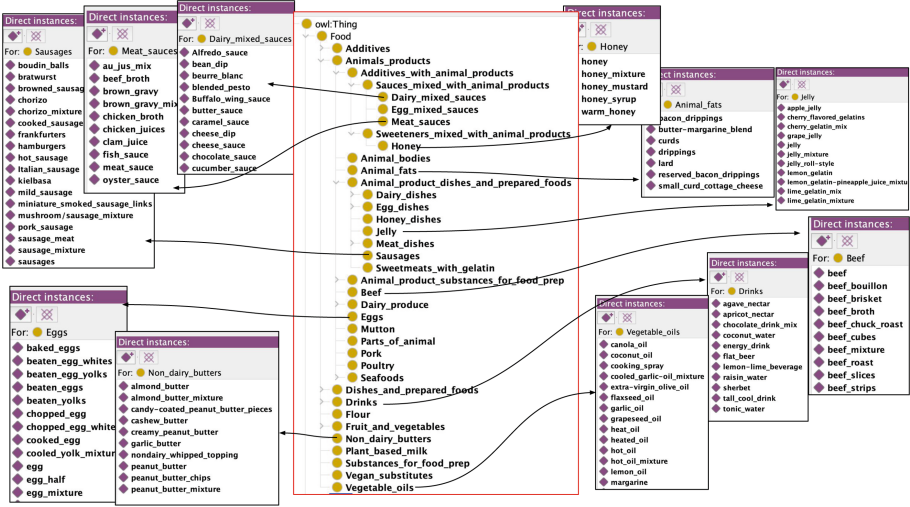 Direct instances:
For: Sausages
boudin_balls
bratwurst
browned_sausag
chorizo
chorizo_mixture
cooked_sausage
frankfurters
hamburgers
hot_sausage
Italian_sausage
kielbasa
mild_sausage
miniature_smoked_sausage_links
mushroom/sausage_mixture
pork_sausage
sausage_meat
sausage_mixture
sausages
Direct instances:
For: Meat_sauces
au_jus_mix
beef_broth
brown_gravy
brown_gravy_mix
chicken_broth
chicken_juices
clam_juice
fish_sauce
meat_sauce
oyster_sauce
Direct instances:
For: Dairy_mixed_sauces
Alfredo_sauce
bean_dip
beurre_blanc
blended_pesto
Buffalo_wing_sauce
butter_sauce
caramel_sauce
cheese_dip
cheese_sauce
chocolate_sauce
cucumber_sauce
owl:Thing
Food
Additives
Animals_products
Additives_with_animal_products
Sauces_mixed_with_animal_products
Dairy_mixed_sauces
Egg_mixed_sauces
Meat_sauces
Sweeteners_mixed_with_animal_products
Honey
Animal_bodies
Animal_fats
Animal_product_dishes_and_prepared_foods
Dairy_dishes
Egg_dishes
Honey_dishes
Jelly
Meat_dishes
Sausages
Sweetmeats_with_gelatin
Animal_product_substances_for_food_prep
Beef
Dairy_produce
Eggs
Mutton
Parts_of_animal
Pork
Poultry
Seafoods
Dishes_and_prepared_foods
Drinks
Flour
Fruit_and_vegetables
Non_dairy_butters
Plant_based_milk
Substances_for_food_prep
Vegan_substitutes
Vegetable_oils
Direct instances:
: Honey
honey
honey_mixture
honey_mustard
honey_syrup
warm_honey
Direct instances:
Animal_fats
bacon_drippings
butter-margarine_blend
curds
drippings
lard
reserved_bacon_drippings
small_curd_cottage_cheese
Direct instances:
For: Jelly
apple_jelly
cherry_flavored_gelatins
cherry_gelatin_mix
grape_jelly
jelly
jelly_mixture
jelly_roll-style
lemon_gelatin
lemon_gelatin-pineapple_juice_mixtu
lime_gelatin_mix
lime_gelatin_mixture
Direct instances:
For: Eggs
baked_eggs
beaten_egg_whites
beaten_egg_yolks
beaten_eggs
beaten_yolks
chopped_egg
chopped_egg_white
cooked_egg
cooled_yolk_mixtur
egg
egg_half
egg_mixture
Direct instances:
For: Non_dairy_butters
almond_butter
almond_butter_mixture
candy-coated_peanut_butter_pieces
cashew_butter
creamy_peanut_butter
garlic_butter
nondairy_whipped_topping
peanut_butter
peanut_butter_chips
peanut_butter_mixture
Direct instances:
For: Vegetable_oils
canola_oil
coconut_oil
cooking_spray
cooled_garlic-oil_mixture
extra-virgin_olive_oil
flaxseed_oil
garlic_oil
grapeseed_oil
heat_oil
heated_oil
hot_oil
hot_oil_mixture
lemon_oil
margarine
Direct instances:
For: Drinks
agave_nectar
apricot_nectar
chocolate_drink_mix
coconut_water
energy_drink
flat_beer
lemon-lime_beverage
raisin_water
sherbet
tall_cool_drink
tonic_water
Direct instances:
For: Beef
beef
beef_bouillon
beef_brisket
beef_broth
beef_chuck_roast
beef_cubes
beef_mixture
beef_roast
beef_slices
beef_strips